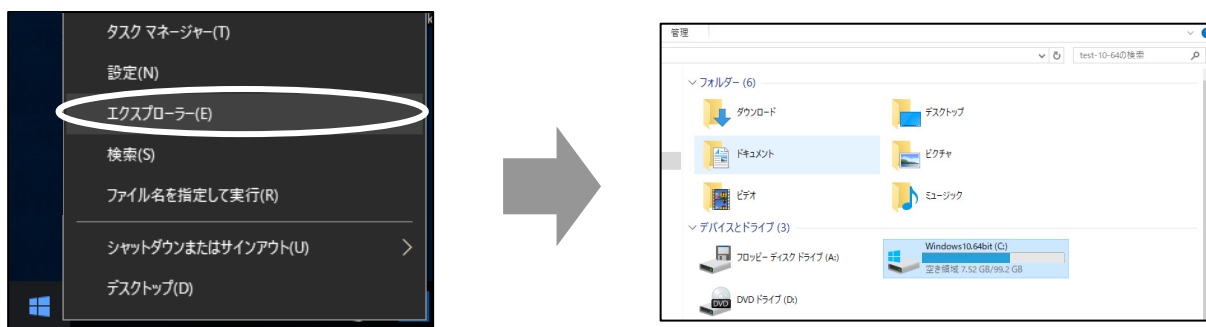 タスク マネージャー(T)
設定(N)
エクスプローラー(E)
検索(S)
ファイル名を指定して実行(R)
シャットダウンまたはサインアウト(U)
デスクトップ(D)
k
管理
test-10-64の検索
フォルダー (6)
ダウンロード
デスクトップ
ドキュメント
ピクチャ
ビデオ
ミュージック
デバイスとドライブ (3)
フロッピー ディスク ドライブ (A:)
Windows10.64bit (C:)
空き領域 7.52 GB/99.2 GB
DVD
DVD ドライブ (D:)